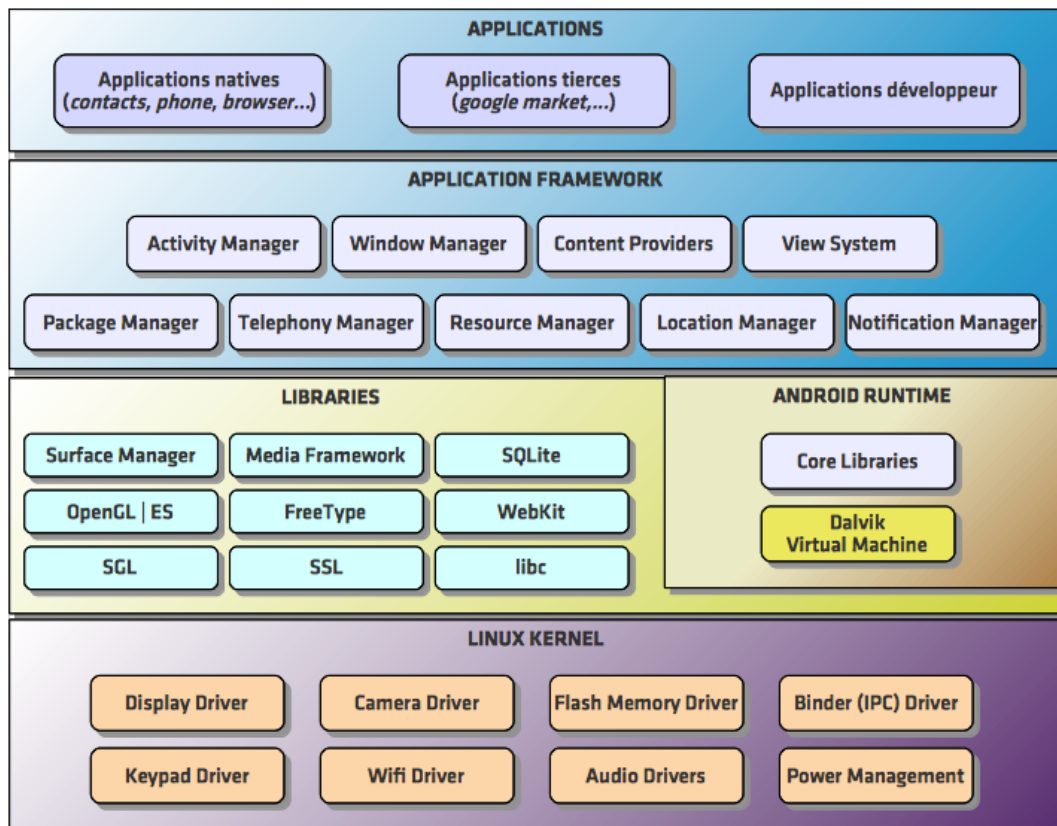 APPLICATIONS
Applications natives
(contacts, phone, browser...)
Applications tierces
(google market,...)
Applications développeur
APPLICATION FRAMEWORK
Activity Manager
Window Manager
Content Providers
View System
Package Manager
Telephony Manager
Resource Manager
Location Manager
Notification Manager
LIBRARIES
Surface Manager
Media Framework
SQLite
OpenGL | ES
FreeType
WebKit
SGL
SSL
libc
ANDROID RUNTIME
Core Libraries
Dalvik
Virtual Machine
LINUX KERNEL
Display Driver
Camera Driver
Flash Memory Driver
Binder (IPC) Driver
Keypad Driver
Wifi Driver
Audio Drivers
Power Management